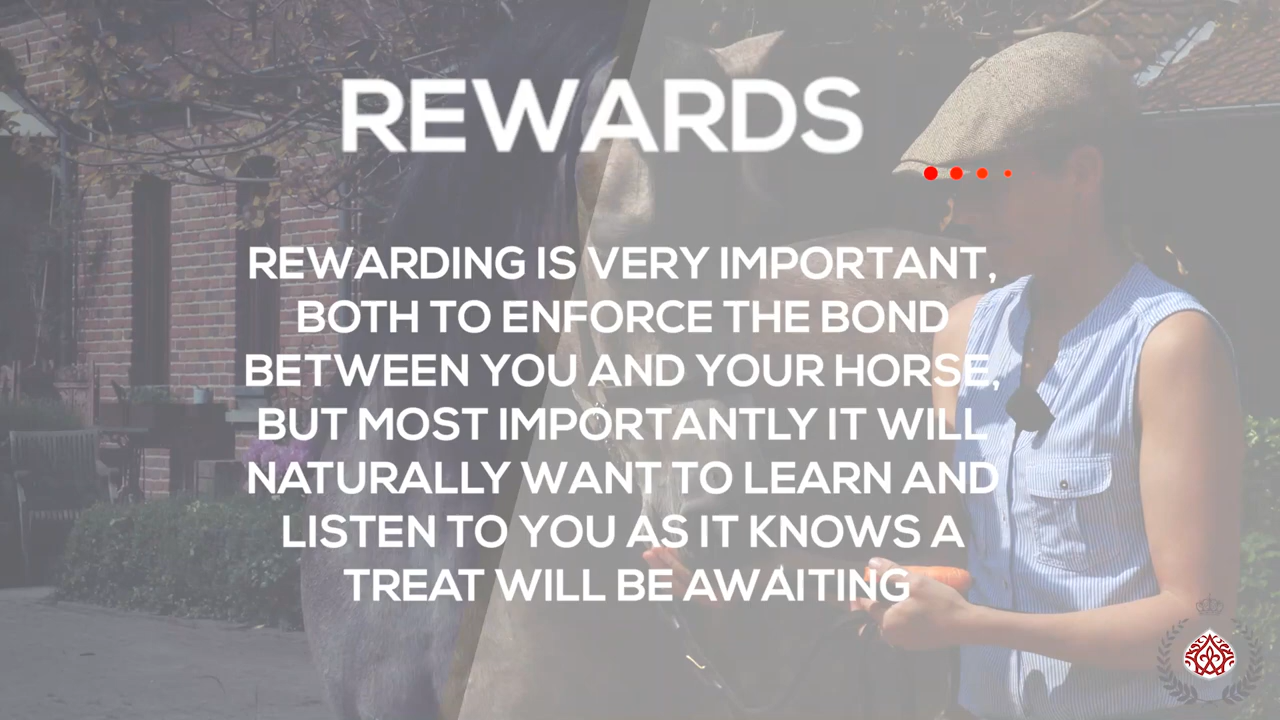 REWARDS
REWARDING IS VERY IMPORTANT,
BOTH TO ENFORCE THE BOND
BETWEEN YOU AND YOUR HORSE,
BUT MOST IMPORTANTLY IT WILL
NATURALLY WANT TO LEARN AND
LISTEN TO YOU AS IT KNOWS A
TREAT WILL BE AWAITING